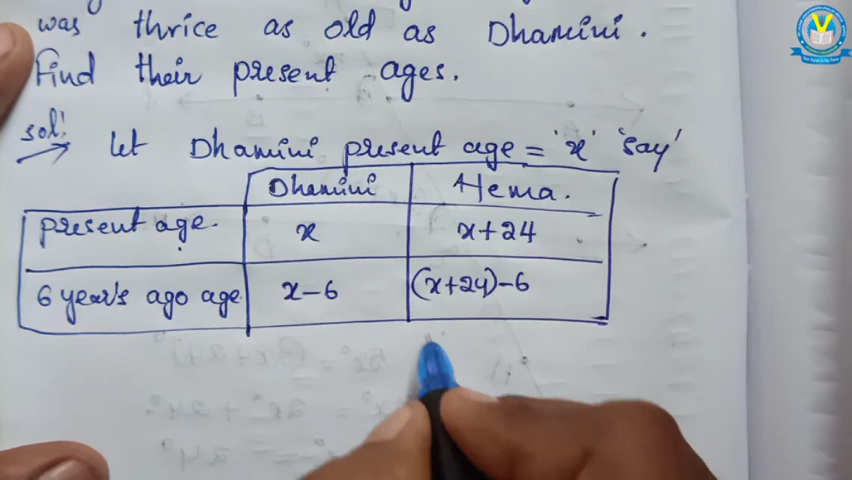 was thrice as old as Dhamini.
Find their present ages.
Sol:
Let Dhamini present age = 'x' 'say'
Dhamini Hema.
present age. x x+24
6 year's ago age x-6 (x+24)-6